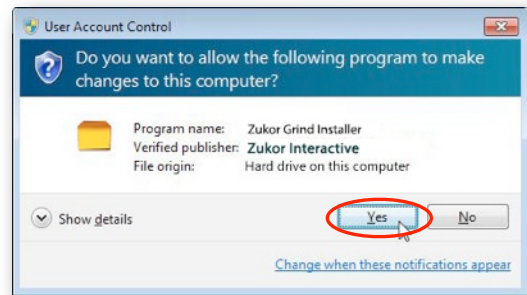 User Account Control
Do you want to allow the following program to make
changes to this computer?
Program name: Zukor Grind Installer
Verified publisher: Zukor Interactive
File origin: Hard drive on this computer
Show details
Yes
No
Change when these notifications appear